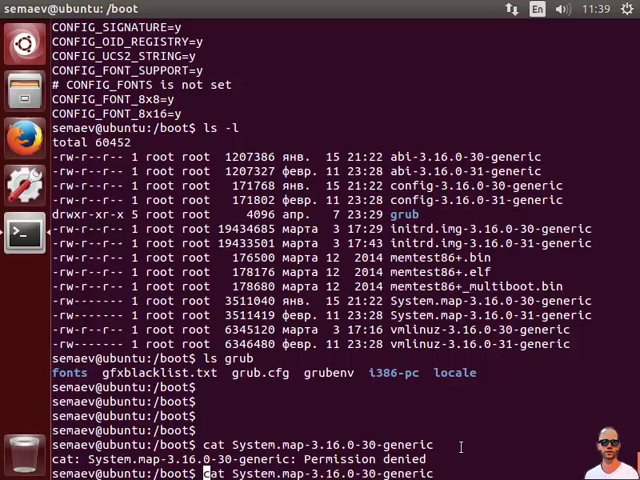 semaev@ubuntu: /boot En 11:39
CONFIG_SIGNATURE=y
CONFIG_OID_REGISTRY=y
CONFIG_UCS2_STRING=y
CONFIG_FONT_SUPPORT=y
# CONFIG_FONTS is not set
CONFIG_FONT_8x8=y
CONFIG_FONT_8x16=y
semaev@ubuntu:/boot$ ls -l
total 60452
-rw-r--r-- 1 root root 1207386 янв. 15 21:22 abi-3.16.0-30-generic
-rw-r--r-- 1 root root 1207327 февр. 11 23:28 abi-3.16.0-31-generic
-rw-r--r-- 1 root root 171768 янв. 15 21:22 config-3.16.0-30-generic
-rw-r--r-- 1 root root 171802 февр. 11 23:28 config-3.16.0-31-generic
drwxr-xr-x 5 root root 4096 апр. 7 23:29 grub
-rw-r--r-- 1 root root 19434685 марта 3 17:29 initrd.img-3.16.0-30-generic
-rw-r--r-- 1 root root 19433501 марта 3 17:43 initrd.img-3.16.0-31-generic
-rw-r--r-- 1 root root 176500 марта 12 2014 memtest86+.bin
-rw-r--r-- 1 root root 178176 марта 12 2014 memtest86+.elf
-rw-r--r-- 1 root root 178680 марта 12 2014 memtest86+_multiboot.bin
-rw------- 1 root root 3511040 янв. 15 21:22 System.map-3.16.0-30-generic
-rw------- 1 root root 3511419 февр. 11 23:28 System.map-3.16.0-31-generic
-rw------- 1 root root 6345120 марта 3 17:16 vmlinuz-3.16.0-30-generic
-rw------- 1 root root 6346480 февр. 11 23:28 vmlinuz-3.16.0-31-generic
semaev@ubuntu:/boot$ ls grub
fonts gfxblacklist.txt grub.cfg grubenv i386-pc locale
semaev@ubuntu:/boot$
semaev@ubuntu:/boot$
semaev@ubuntu:/boot$
semaev@ubuntu:/boot$
semaev@ubuntu:/boot$ cat System.map-3.16.0-30-generic
cat: System.map-3.16.0-30-generic: Permission denied
semaev@ubuntu:/boot$ cat System.map-3.16.0-30-generic